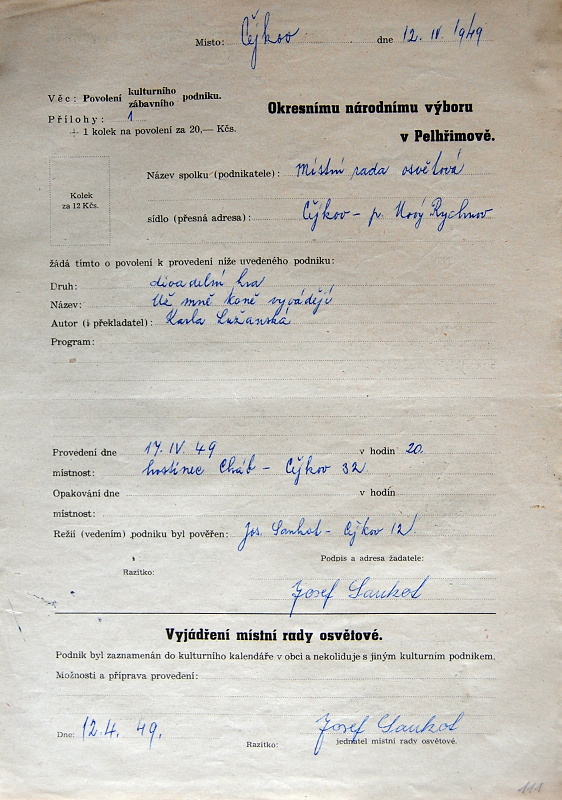 Místo: Čejkov dne 12. IV. 1949
Věc: Povolení kulturního zábavního podniku.
Přílohy: 1
+ 1 kolek na povolení za 20,— Kčs.
Okresnímu národnímu výboru
v Pelhřimově.
Kolek
za 12 Kčs.
Název spolku (podnikatele): Místní rada osvětová
sídlo (přesná adresa): Čejkov - p. Nový Rychnov
žádá tímto o povolení k provedení níže uvedeného podniku:
Druh: divadelní hra
Název: Už mně koně vyvádějí
Autor (i překladatel): Karla Lužanská
Program:
Provedení dne 17. IV. 49 v hodin 20.
místnost: hostinec Cháb - Čejkov 32
Opakování dne v hodin
místnost:
Režií (vedením) podniku byl pověřen: Jos. Saukot - Čejkov 12
Podpis a adresa žadatele:
Razítko:
Josef Saukot
Vyjádření místní rady osvětové.
Podnik byl zaznamenán do kulturního kalendáře v obci a nekoliduje s jiným kulturním podnikem.
Možnosti a příprava provedení:
Dne: 12. 4. 49.
Josef Saukot
Razítko: jednatel místní rady osvětové.
111